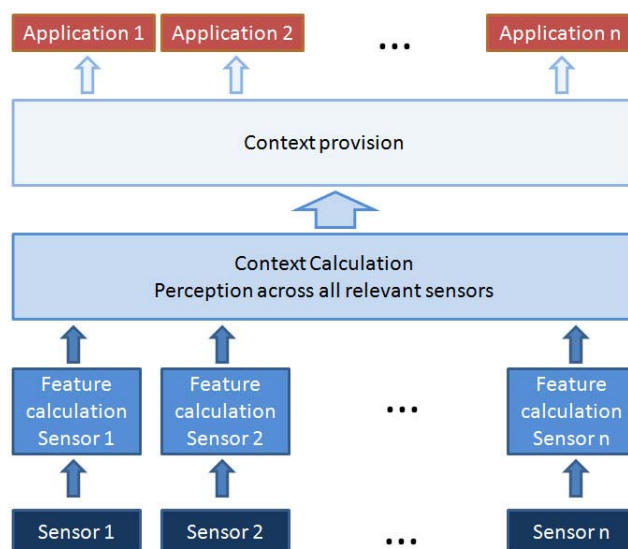 Application 1 Application 2 ... Application n
Context provision
Context Calculation
Perception across all relevant sensors
Feature calculation Sensor 1
Feature calculation Sensor 2
...
Feature calculation Sensor n
Sensor 1 Sensor 2 ... Sensor n